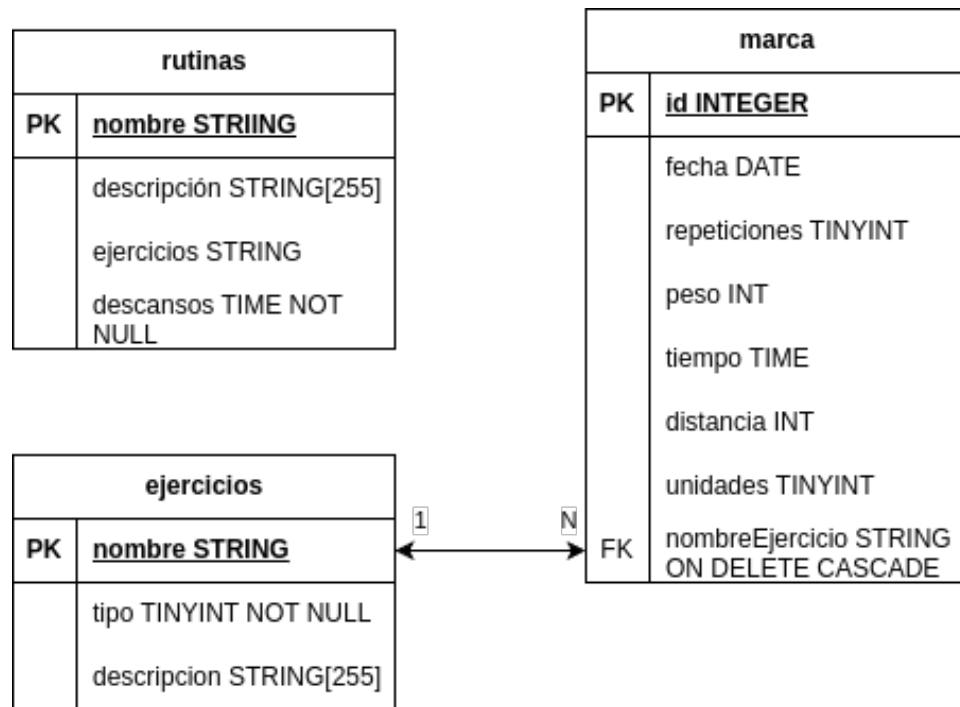 rutinas
PK nombre STRIING
descripción STRING[255]
ejercicios STRING
descansos TIME NOT
NULL
marca
PK id INTEGER
fecha DATE
repeticiones TINYINT
peso INT
tiempo TIME
distancia INT
unidades TINYINT
FK nombreEjercicio STRING
ON DELETE CASCADE
ejercicios
PK nombre STRING
tipo TINYINT NOT NULL
descripcion STRING[255]
1 N